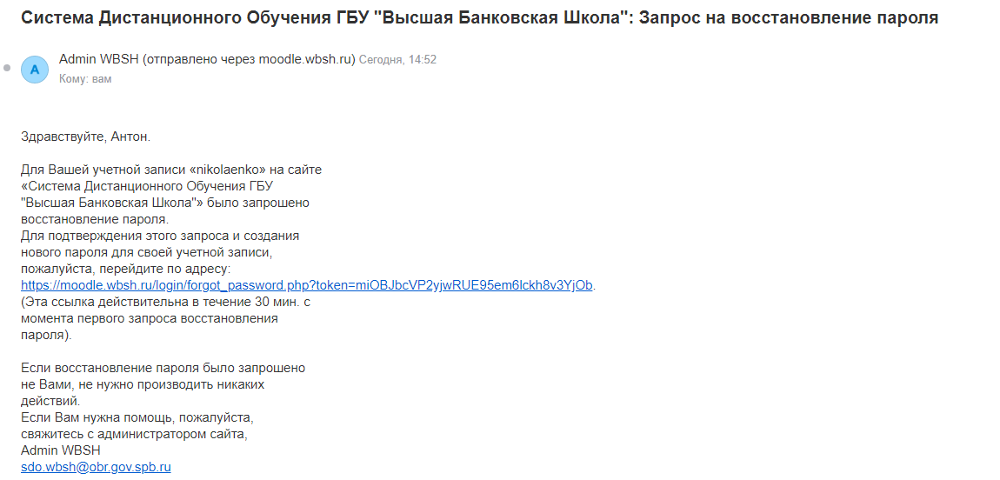 Система Дистанционного Обучения ГБУ "Высшая Банковская Школа": Запрос на восстановление пароля
A
Admin WBSH (отправлено через moodle.wbsh.ru) Сегодня, 14:52
Кому: вам
Здравствуйте, Антон.
Для Вашей учетной записи «nikolaenko» на сайте
«Система Дистанционного Обучения ГБУ
"Высшая Банковская Школа"» было запрошено
восстановление пароля.
Для подтверждения этого запроса и создания
нового пароля для своей учетной записи,
пожалуйста, перейдите по адресу:
https://moodle.wbsh.ru/login/forgot_password.php?token=miOBJbcVP2yjwRUE95em6lckh8v3YjOb.
(Эта ссылка действительна в течение 30 мин. с
момента первого запроса восстановления
пароля).
Если восстановление пароля было запрошено
не Вами, не нужно производить никаких
действий.
Если Вам нужна помощь, пожалуйста,
свяжитесь с администратором сайта,
Admin WBSH
sdo.wbsh@obr.gov.spb.ru